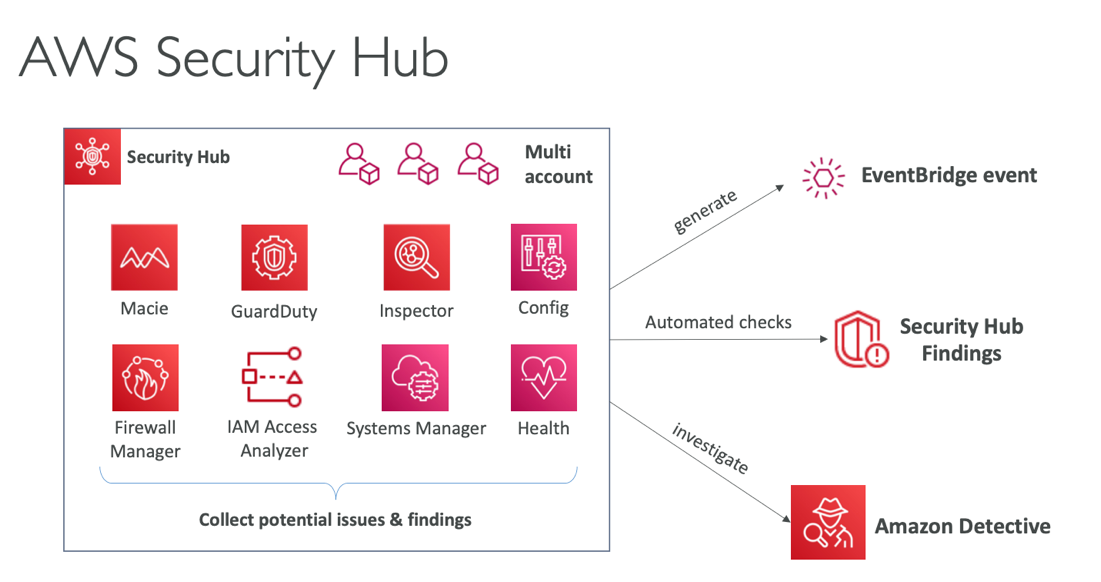 AWS Security Hub
Security Hub
Multi
account
Macie
GuardDuty
Inspector
Config
Firewall
Manager
IAM Access
Analyzer
Systems Manager
Health
Collect potential issues & findings
generate
EventBridge event
Automated checks
Security Hub
Findings
investigate
Amazon Detective